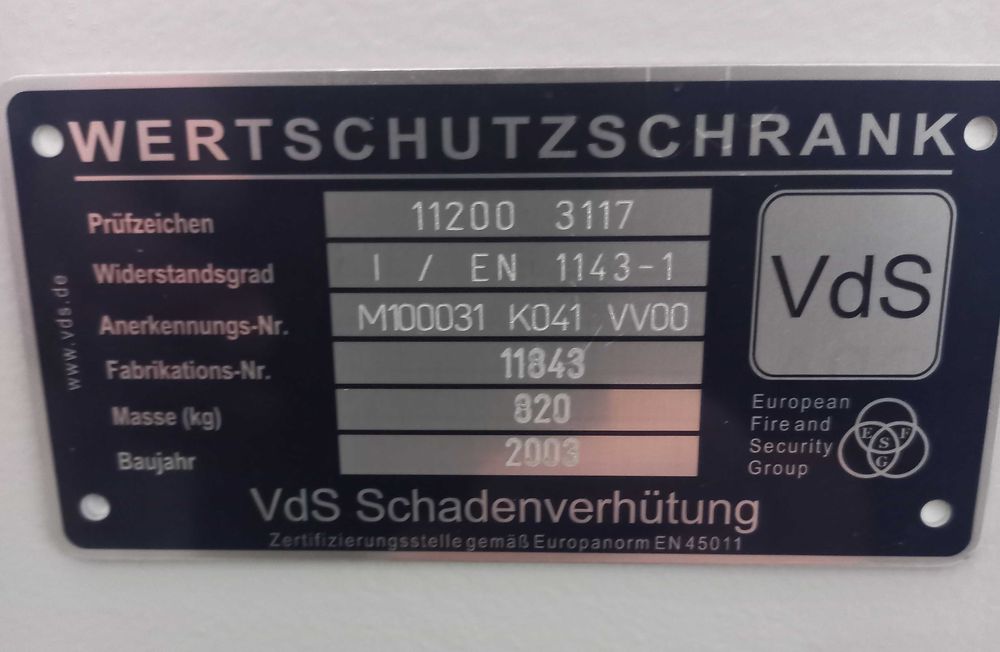 WERTSCHUTZSCHRANK
Prüfzeichen 11200 3117
Widerstandsgrad I / EN 1143-1
Anerkennungs-Nr. M100031 K041 VV00
Fabrikations-Nr. 11843
Masse (kg) 820
Baujahr 2003
www.vds.de
VdS
European
Fire and
Security
Group
E F
S
G
VdS Schadenverhütung
Zertifizierungsstelle gemäß Europanorm EN 45011